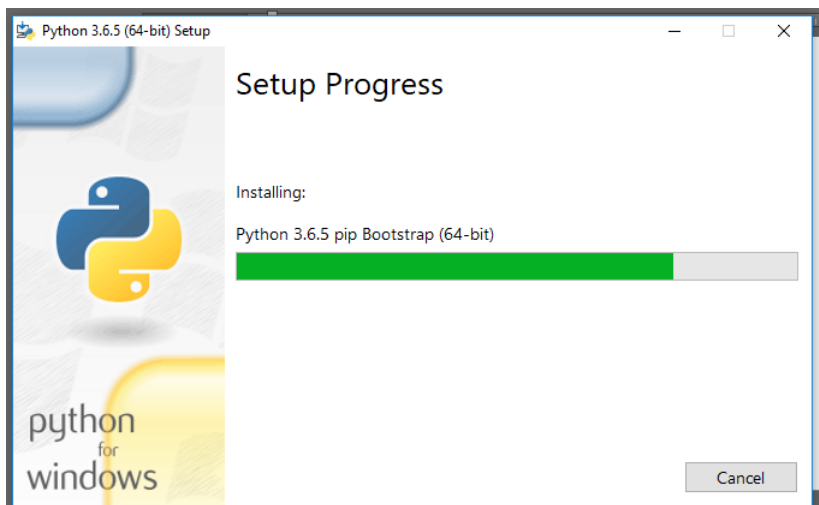 Python 3.6.5 (64-bit) Setup
Setup Progress
Installing:
Python 3.6.5 pip Bootstrap (64-bit)
python
for
windows
Cancel